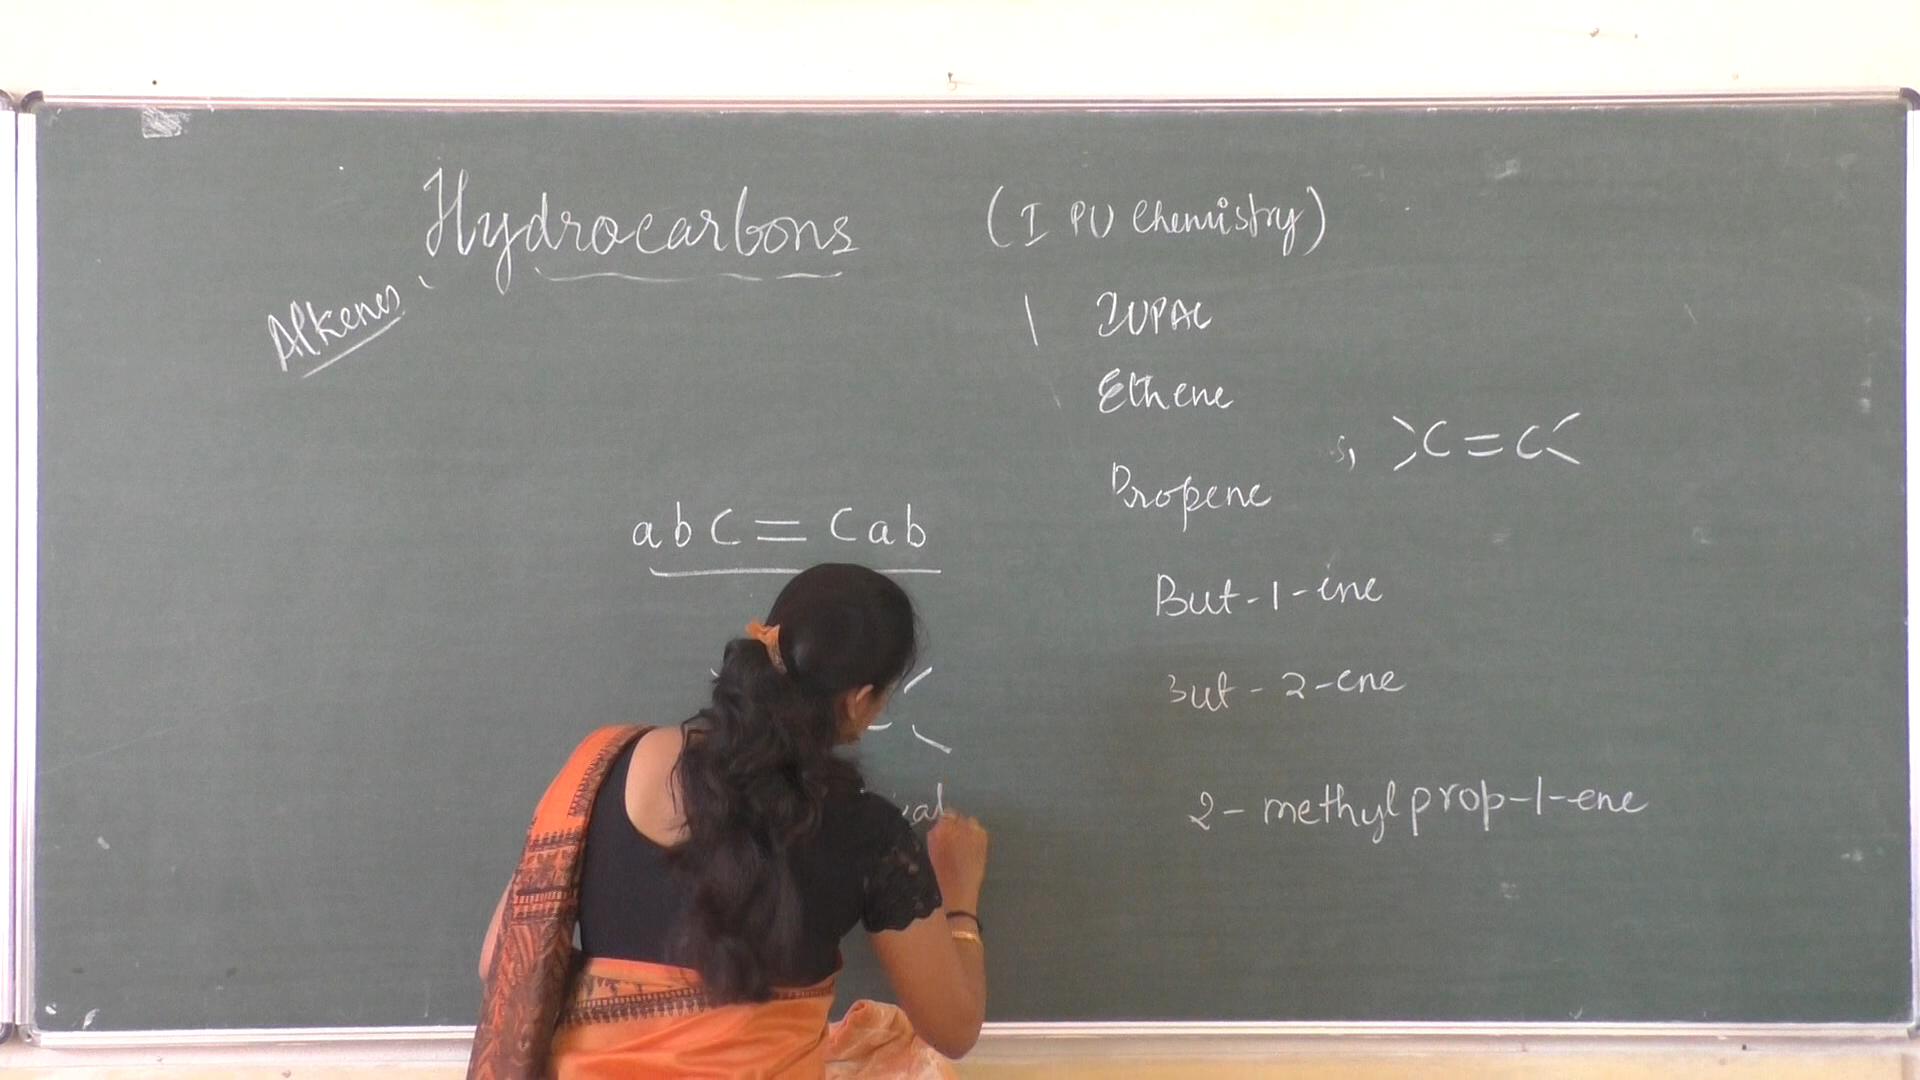 Hydrocarbons
(I PU Chemistry)
Alkenes
IUPAC
Ethene
C = C
Propene
abC = Cab
But-1-ene
But-2-ene
2-methylprop-1-ene